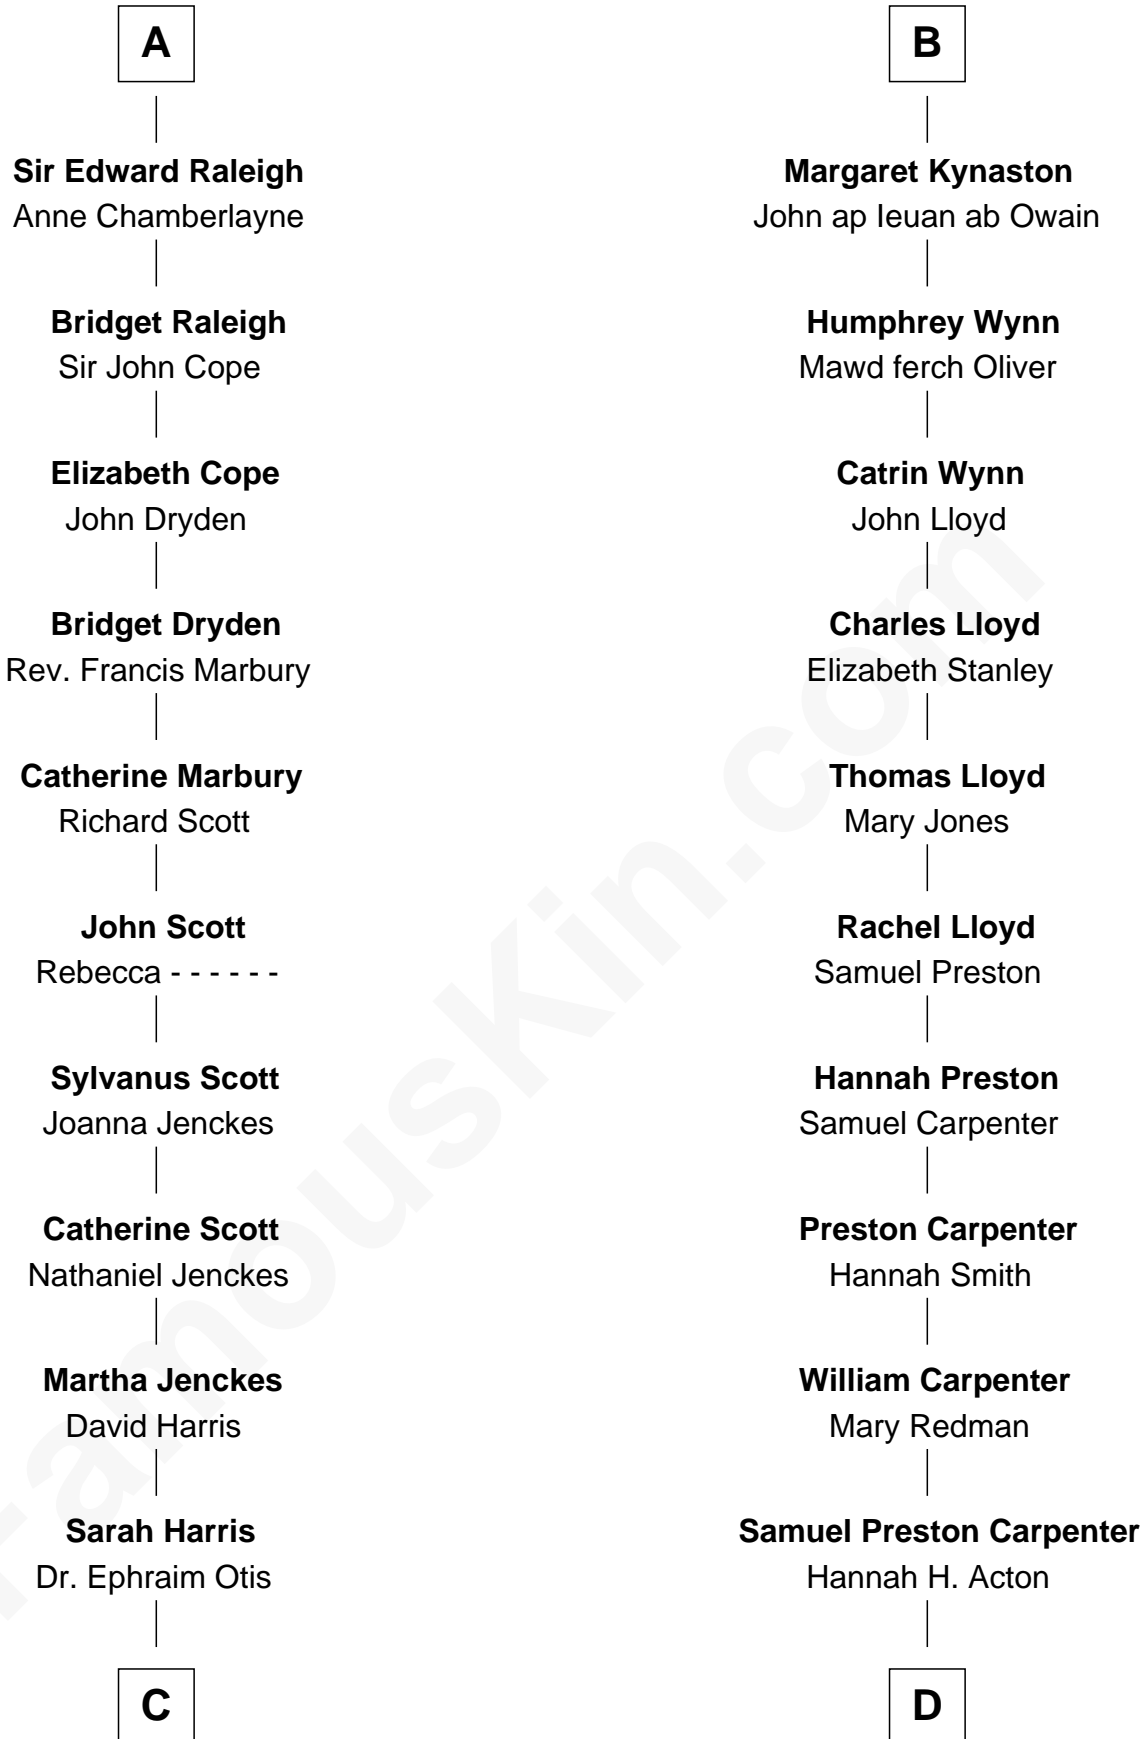 A
Sir Edward Raleigh
Anne Chamberlayne
Bridget Raleigh
Sir John Cope
Elizabeth Cope
John Dryden
Bridget Dryden
Rev. Francis Marbury
Catherine Marbury
Richard Scott
John Scott
Rebecca - - - - - -
Sylvanus Scott
Joanna Jenckes
Catherine Scott
Nathaniel Jenckes
Martha Jenckes
David Harris
Sarah Harris
Dr. Ephraim Otis
C
B
Margaret Kynaston
John ap Ieuan ab Owain
Humphrey Wynn
Mawd ferch Oliver
Catrin Wynn
John Lloyd
Charles Lloyd
Elizabeth Stanley
Thomas Lloyd
Mary Jones
Rachel Lloyd
Samuel Preston
Hannah Preston
Samuel Carpenter
Preston Carpenter
Hannah Smith
William Carpenter
Mary Redman
Samuel Preston Carpenter
Hannah H. Acton
D
FamousKin.com